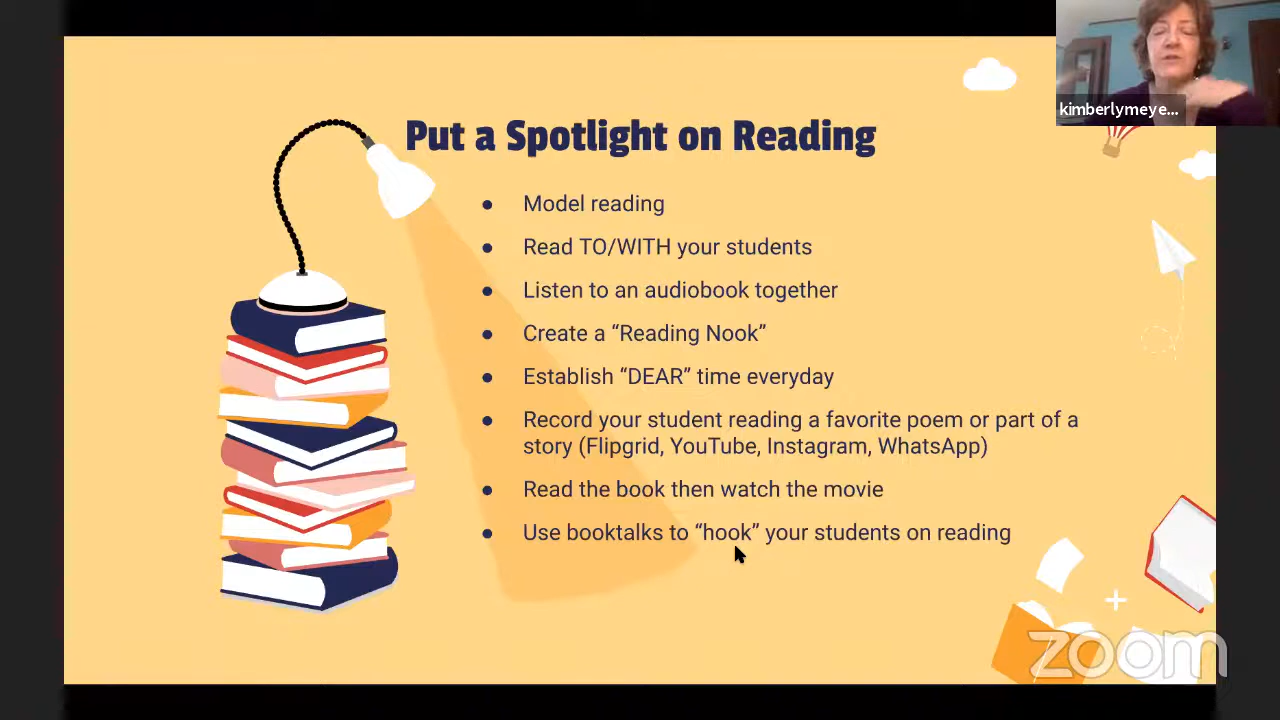 kimberlymeye...
Put a Spotlight on Reading
● Model reading
● Read TO/WITH your students
● Listen to an audiobook together
● Create a “Reading Nook”
● Establish “DEAR” time everyday
● Record your student reading a favorite poem or part of a
story (Flipgrid, YouTube, Instagram, WhatsApp)
● Read the book then watch the movie
● Use booktalks to “hook” your students on reading
zoom